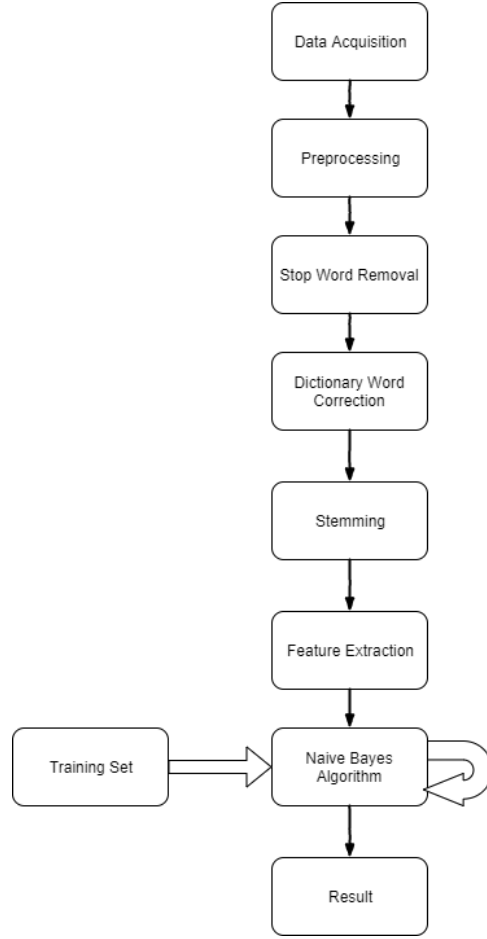 Data Acquisition
Preprocessing
Stop Word Removal
Dictionary Word
Correction
Stemming
Feature Extraction
Training Set
Naive Bayes
Algorithm
Result